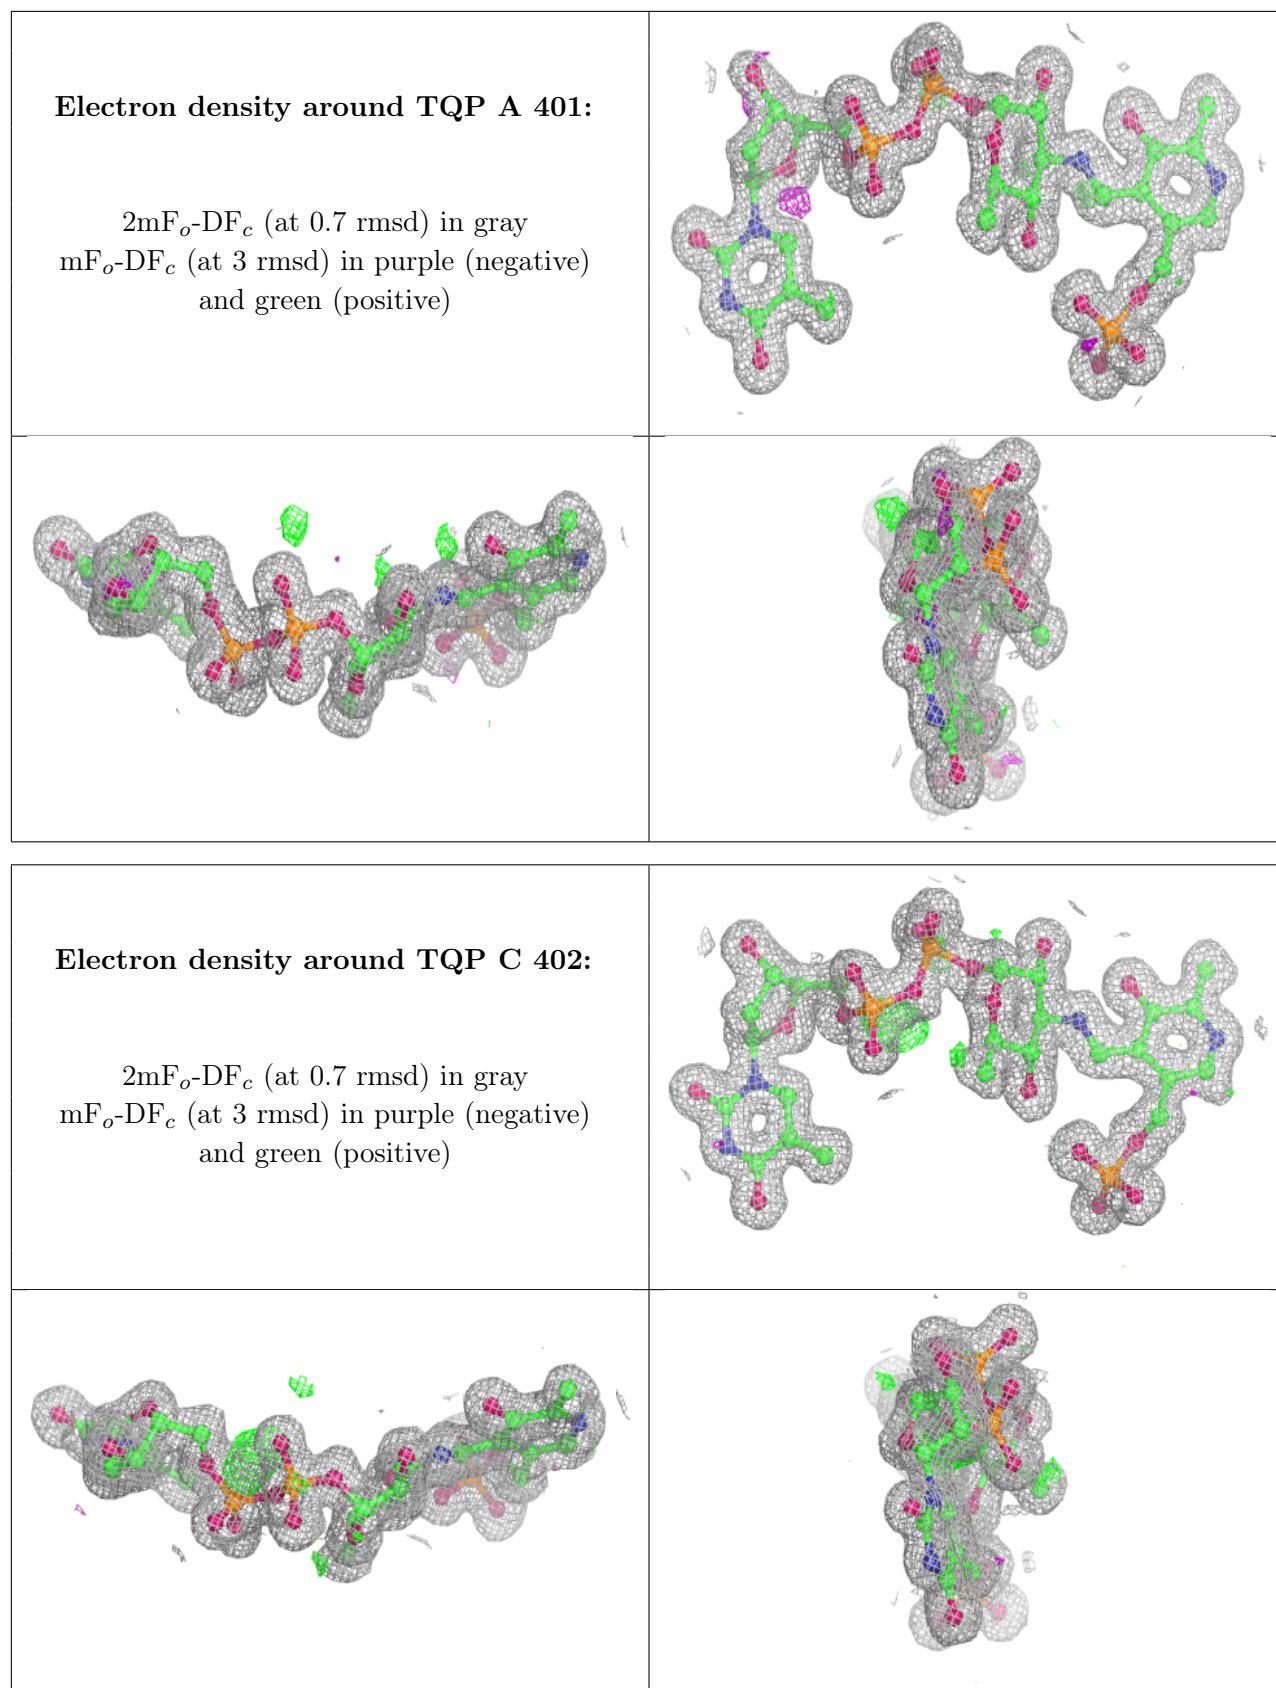 Electron density around TQP A 401:
2mFo-DFc (at 0.7 rmsd) in gray
mFo-DFc (at 3 rmsd) in purple (negative)
and green (positive)
Electron density around TQP C 402:
2mFo-DFc (at 0.7 rmsd) in gray
mFo-DFc (at 3 rmsd) in purple (negative)
and green (positive)